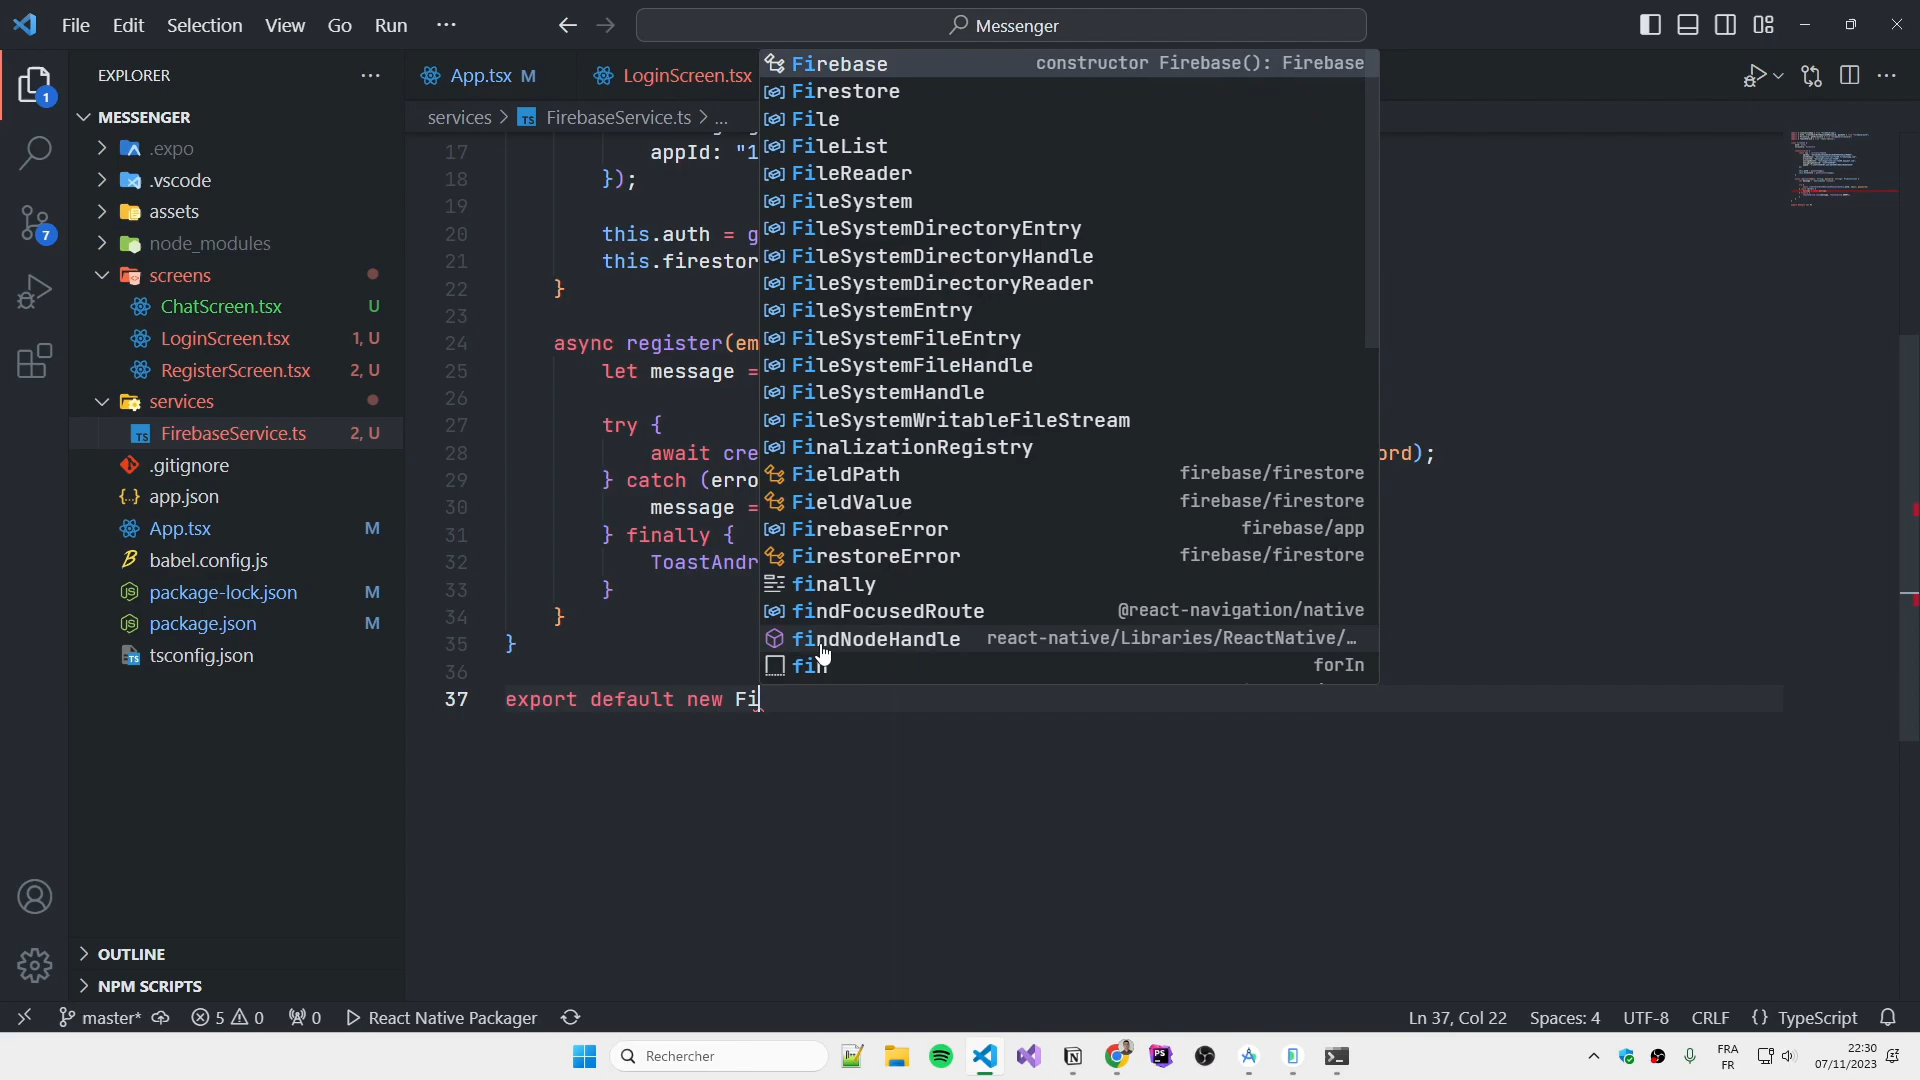 File Edit Selection View Go Run ...
Messenger
EXPLORER
MESSENGER
.expo
.vscode
assets
node_modules
screens
ChatScreen.tsx U
LoginScreen.tsx 1, U
RegisterScreen.tsx 2, U
services
FirebaseService.ts 2, U
.gitignore
app.json
App.tsx M
babel.config.js
package-lock.json M
package.json M
tsconfig.json
OUTLINE
NPM SCRIPTS
1
7
App.tsx M
LoginScreen.tsx
services > FirebaseService.ts > ...
17 appId: "1
18 });
19
20 this.auth = g
21 this.firestor
22 }
23
24 async register(em
25 let message =
26
27 try {
28 await cre ord);
29 } catch (erro
30 message =
31 } finally {
32 ToastAndr
33 }
34 }
35 }
36
37 export default new Fi
Firebase constructor Firebase(): Firebase
Firestore
File
FileList
FileReader
FileSystem
FileSystemDirectoryEntry
FileSystemDirectoryHandle
FileSystemDirectoryReader
FileSystemEntry
FileSystemFileEntry
FileSystemFileHandle
FileSystemHandle
FileSystemWritableFileStream
FinalizationRegistry
FieldPath firebase/firestore
FieldValue firebase/firestore
FirebaseError firebase/app
FirestoreError firebase/firestore
finally
findFocusedRoute @react-navigation/native
findNodeHandle react-native/Libraries/ReactNative/…
forIn
master* 5 0 0 React Native Packager
Ln 37, Col 22 Spaces: 4 UTF-8 CRLF {} TypeScript
Rechercher
FRA
FR
22:30
07/11/2023